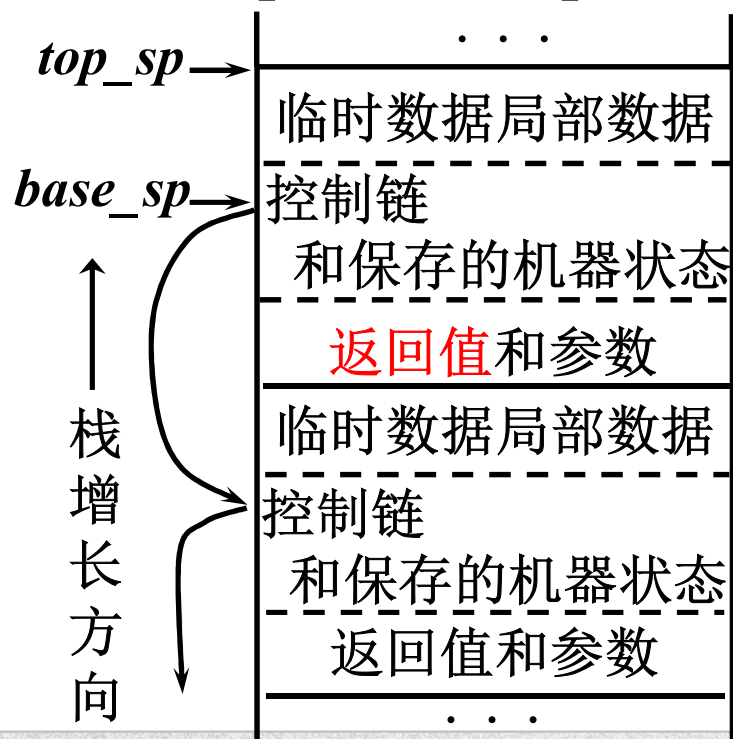 . . .
top_sp
临时数据局部数据
base_sp
控制链
和保存的机器状态
返回值和参数
临时数据局部数据
控制链
和保存的机器状态
返回值和参数
. . .
栈增长方向